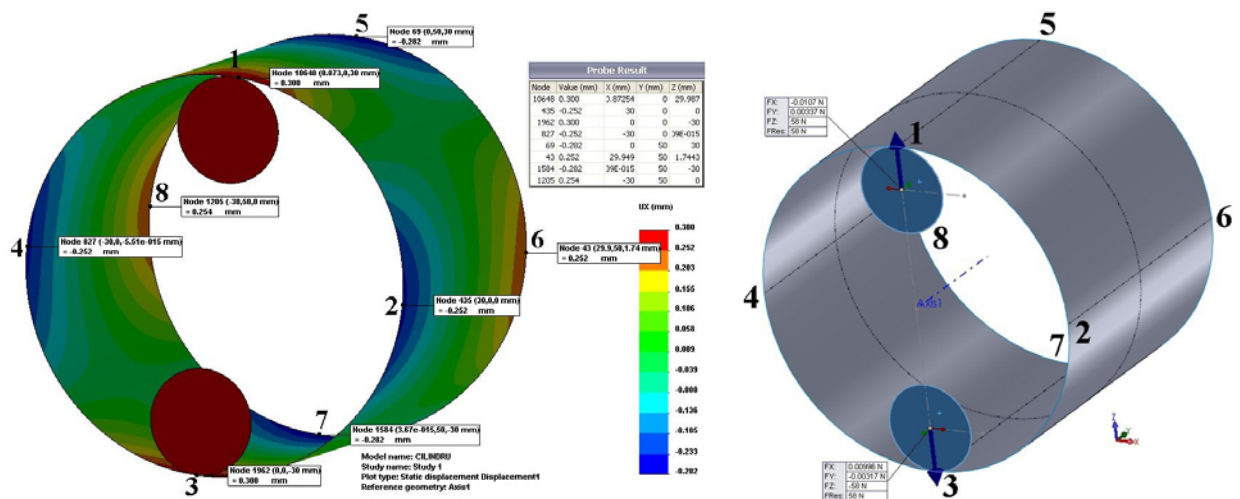 5
Node 69 (0,50,30 mm)
= -0.282 mm
1
Node 10648 (0.873,0,30 mm)
= 0.300 mm
8
Node 1205 (-30,50,0 mm)
= 0.254 mm
4
Node 827 (-30,0,-5.51e-015 mm)
= -0.252 mm
6
Node 43 (29.9,50,1.74 mm)
= 0.252 mm
2
Node 435 (30,0,0 mm)
= -0.252 mm
7
Node 1584 (3.67e-015,50,-30 mm)
= -0.282 mm
3
Node 1962 (0,0,-30 mm)
= 0.300 mm
Model name: CILINDRU
Study name: Study 1
Plot type: Static displacement Displacement1
Reference geometry: Axis1
Probe Result
Node Value (mm) X (mm) Y (mm) Z (mm)
10648 0.300 0.87254 0 29.987
435 -0.252 30 0 0
1962 0.300 0 0 -30
827 -0.252 -30 0 09E-015
69 -0.282 0 50 30
43 0.252 29.949 50 1.7443
1584 -0.282 09E-015 50 -30
1205 0.254 -30 50 0
UX (mm)
0.300
0.252
0.203
0.155
0.106
0.058
0.009
-0.136
-0.185
-0.233
-0.282
FX: -0.0107 N
FY: 0.00337 N
FZ: 58 N
FRes: 58 N
1
5
8
6
4
Axis1
7
2
3
FX: 0.00996 N
FY: -0.00317 N
FZ: -58 N
FRes: 58 N
Z
Y
X